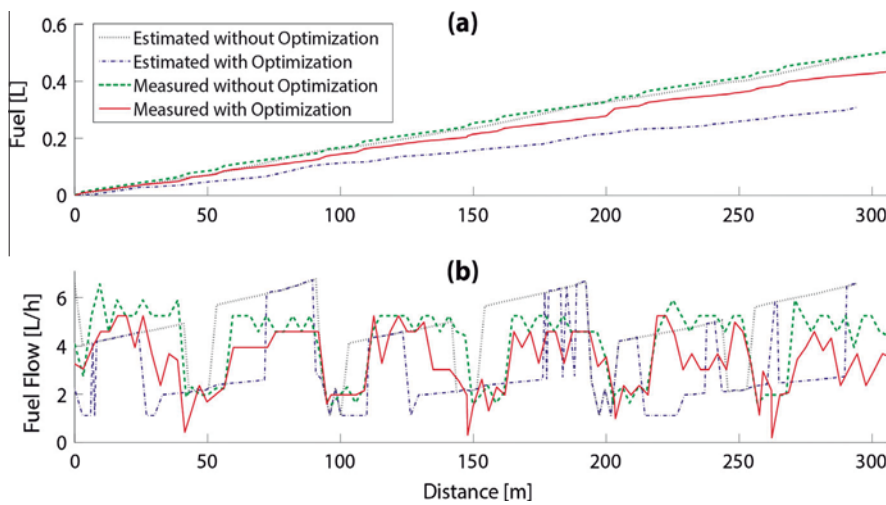 (a)
0.6
0.4
0.2
0
Fuel [L]
Estimated without Optimization
Estimated with Optimization
Measured without Optimization
Measured with Optimization
0 50 100 150 200 250 300
(b)
6
4
2
0
Fuel Flow [L/h]
0 50 100 150 200 250 300
Distance [m]